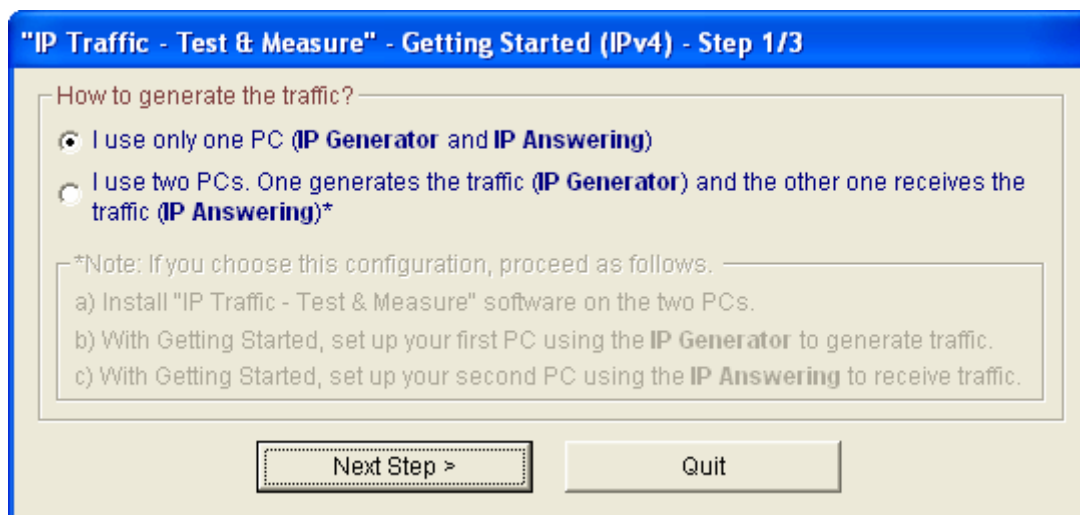 "IP Traffic - Test & Measure" - Getting Started (IPv4) - Step 1/3
How to generate the traffic?
I use only one PC (IP Generator and IP Answering)
I use two PCs. One generates the traffic (IP Generator) and the other one receives the
traffic (IP Answering)*
*Note: If you choose this configuration, proceed as follows.
a) Install "IP Traffic - Test & Measure" software on the two PCs.
b) With Getting Started, set up your first PC using the IP Generator to generate traffic.
c) With Getting Started, set up your second PC using the IP Answering to receive traffic.
Next Step >
Quit